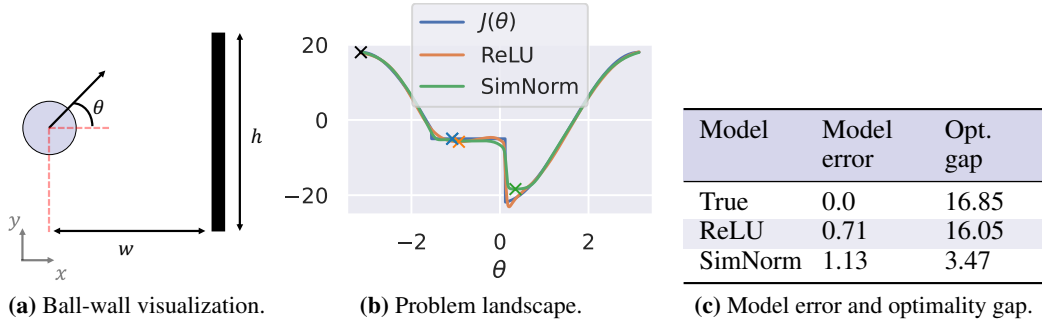 θ
h
w
y
x
(a) Ball-wall visualization.
J(θ)
ReLU
SimNorm
20
0
−20
−2 0 2
θ
(b) Problem landscape.
Model Model Opt.
error gap
True 0.0 16.85
ReLU 0.71 16.05
SimNorm 1.13 3.47
(c) Model error and optimality gap.